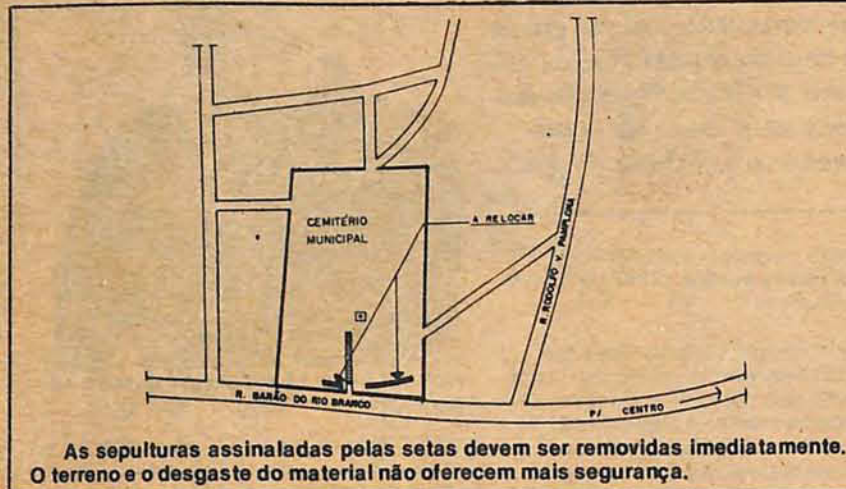 CEMITÉRIO
MUNICIPAL
A RELOCAR
R. RODOLFO V. PAMPLONA
R. BARÃO DO RIO BRANCO
P/ CENTRO
As sepulturas assinaladas pelas setas devem ser removidas imediatamente.
O terreno e o desgaste do material não oferecem mais segurança.